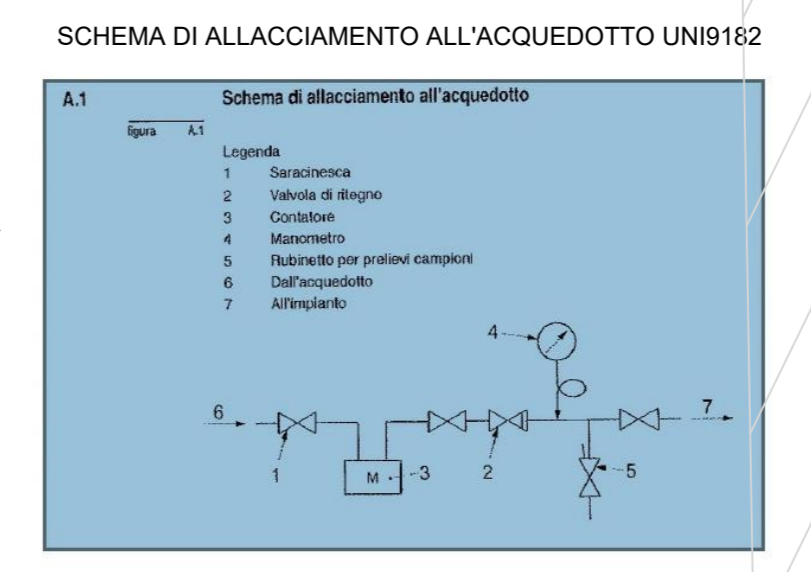 SCHEMA DI ALLACCIAMENTO ALL'ACQUEDOTTO UNI9182
A.1 Schema di allacciamento all'acquedotto
figura A.1
Legenda
1 Saracinesca
2 Valvola di ritegno
3 Contatore
4 Manometro
5 Rubinetto per prelievi campioni
6 Dall'acquedotto
7 All'impianto
4
6 7
1 M 3 2 5